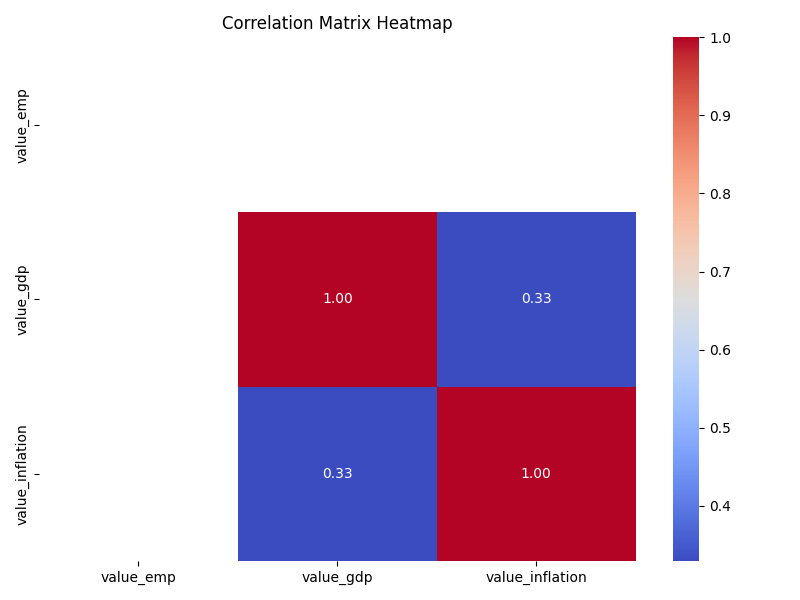 Correlation Matrix Heatmap
value_emp
value_gdp
value_inflation
1.00
0.33
0.33
1.00
value_emp
value_gdp
value_inflation
1.0
0.9
0.8
0.7
0.6
0.5
0.4